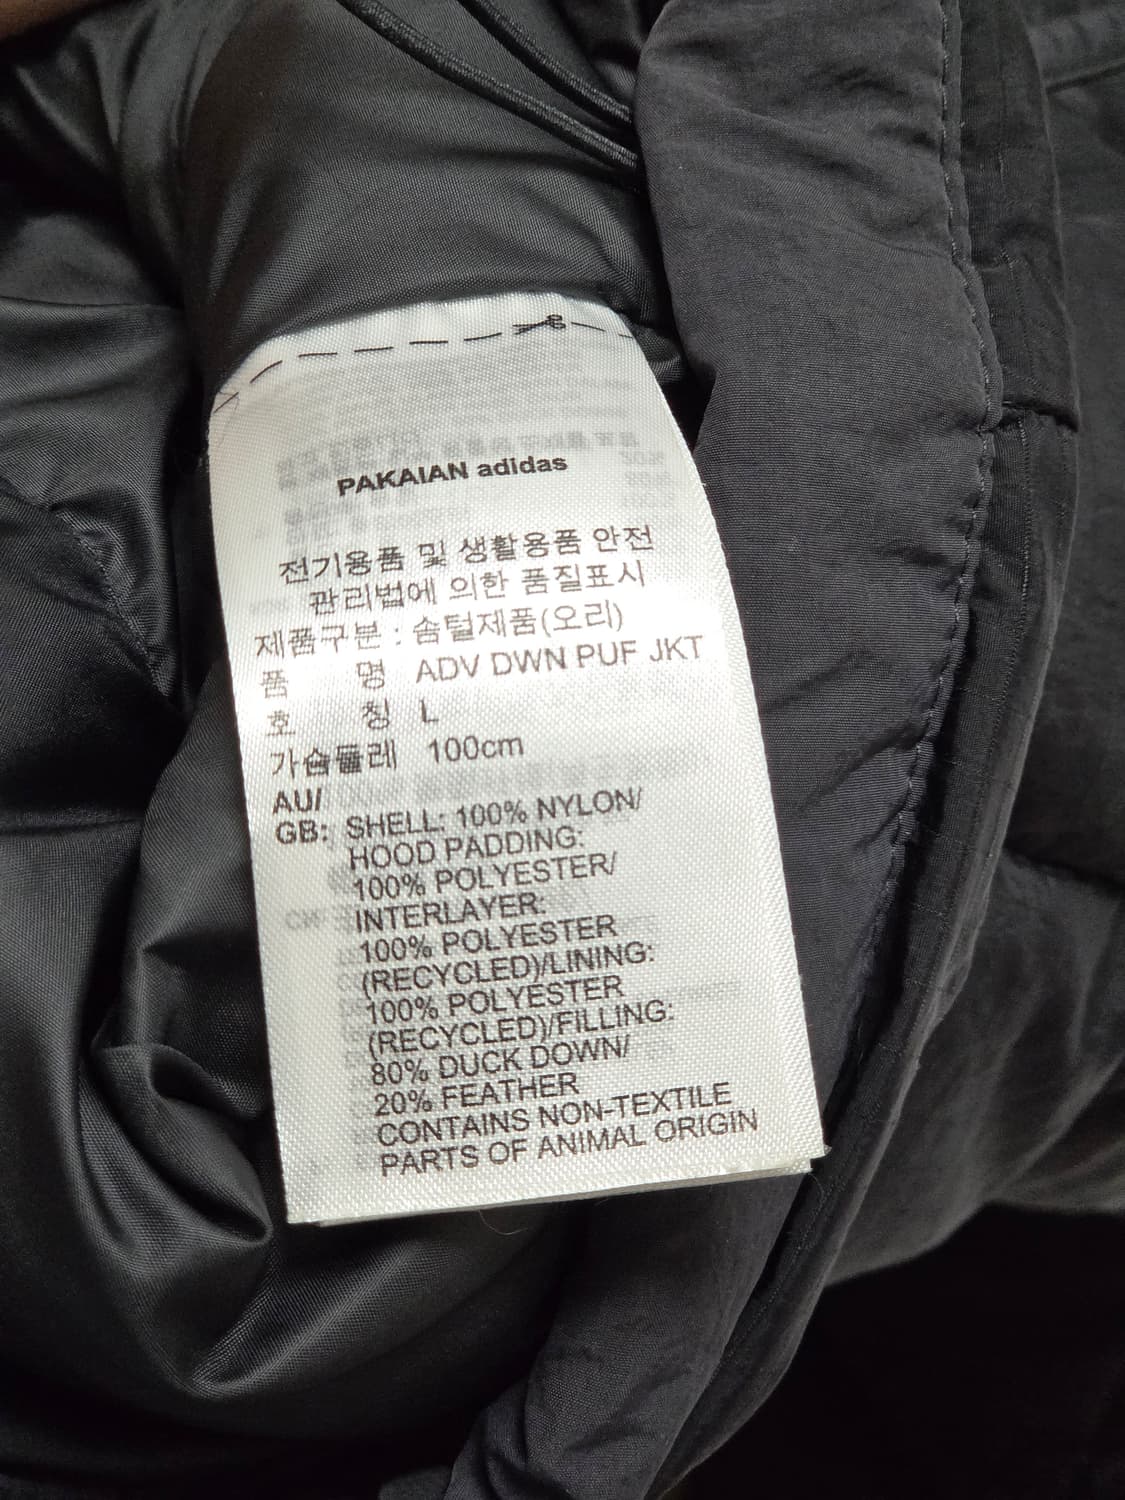 PAKAIAN adidas
전기용품 및 생활용품 안전
관리법에 의한 품질표시
제품구분 : 솜털제품(오리)
품 명 ADV DWN PUF JKT
호 칭 L
가슴둘레 100cm
AU/
GB: SHELL: 100% NYLON/
HOOD PADDING:
100% POLYESTER/
INTERLAYER:
100% POLYESTER
(RECYCLED)/LINING:
100% POLYESTER
(RECYCLED)/FILLING:
80% DUCK DOWN/
20% FEATHER
CONTAINS NON-TEXTILE
PARTS OF ANIMAL ORIGIN